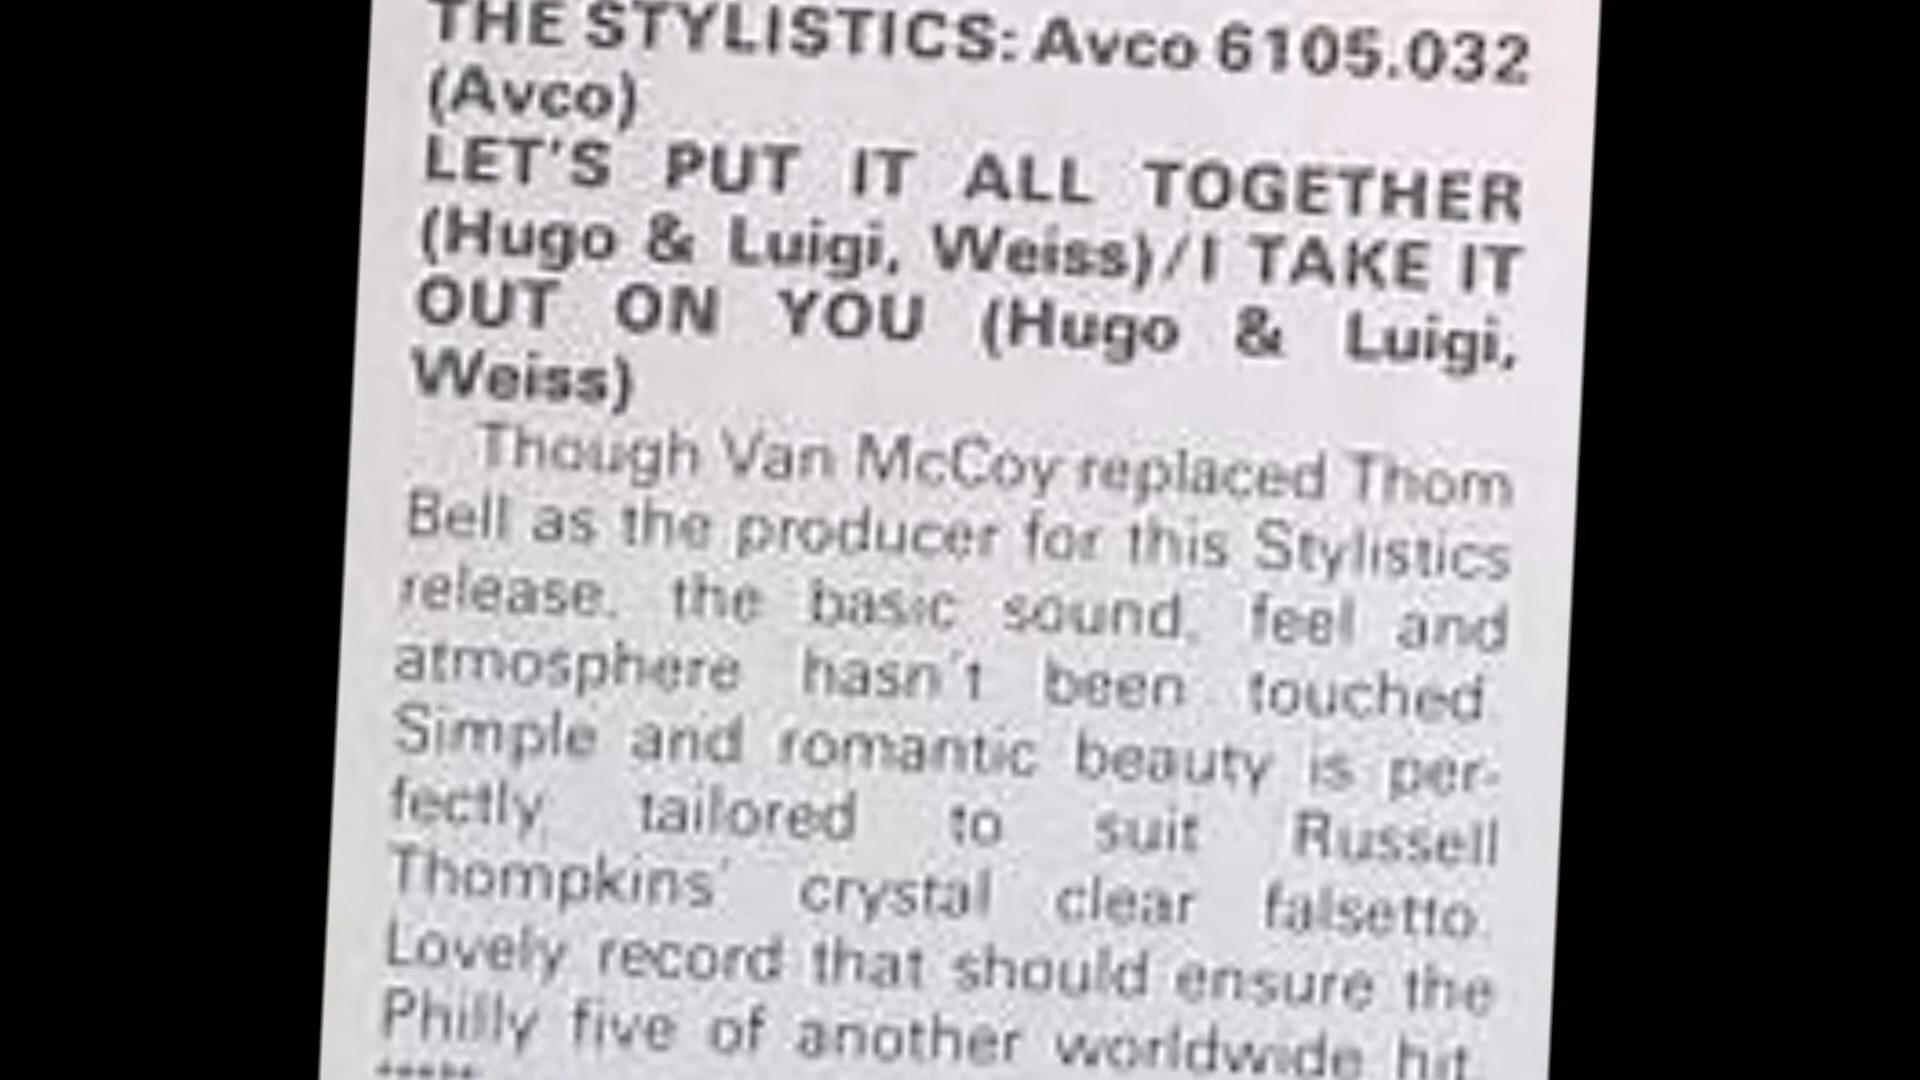 THE STYLISTICS: Avco 6105.032
(Avco)
LET'S PUT IT ALL TOGETHER
(Hugo & Luigi, Weiss)/I TAKE IT
OUT ON YOU (Hugo & Luigi,
Weiss)
Though Van McCoy replaced Thom
Bell as the producer for this Stylistics
release, the basic sound, feel and
atmosphere hasn't been touched.
Simple and romantic beauty is per-
fectly tailored to suit Russell
Thompkins' crystal clear falsetto.
Lovely record that should ensure the
Philly five of another worldwide hit.
*****